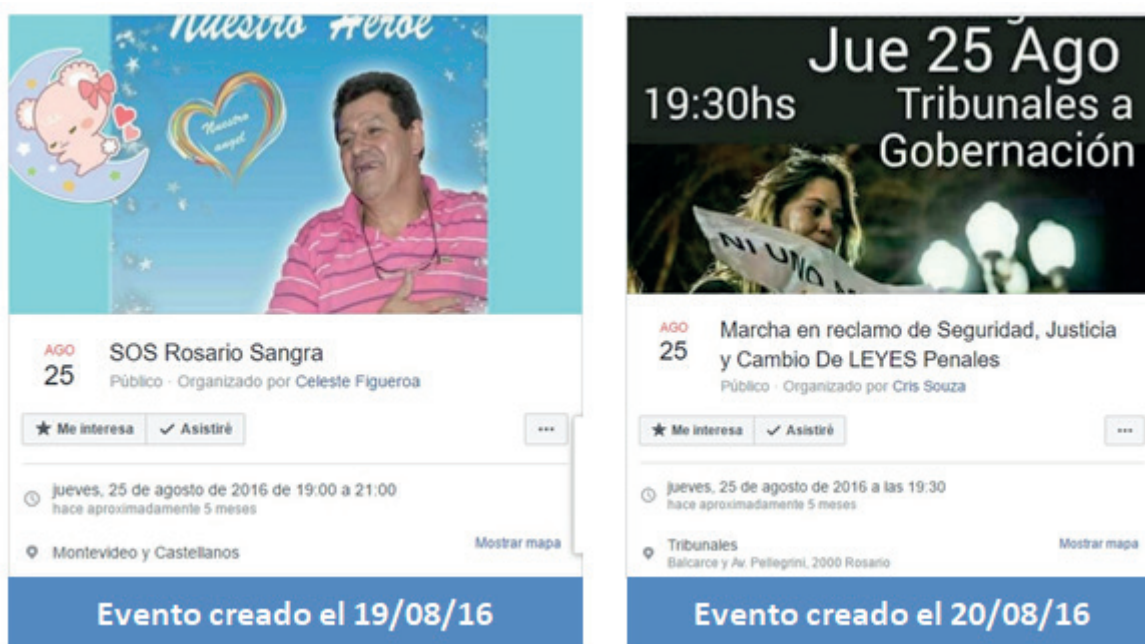 Nuestro Héroe
Nuestro
angel
AGO
25
SOS Rosario Sangra
Público · Organizado por Celeste Figueroa
Me interesa
Asistiré
jueves, 25 de agosto de 2016 de 19:00 a 21:00
hace aproximadamente 5 meses
Montevideo y Castellanos
Mostrar mapa
Evento creado el 19/08/16
Jue 25 Ago
19:30hs
Tribunales a
Gobernación
NI UNO
AGO
25
Marcha en reclamo de Seguridad, Justicia
y Cambio De LEYES Penales
Público · Organizado por Cris Souza
Me interesa
Asistiré
jueves, 25 de agosto de 2016 a las 19:30
hace aproximadamente 5 meses
Tribunales
Balcarce y Av. Pellegrini, 2000 Rosario
Mostrar mapa
Evento creado el 20/08/16